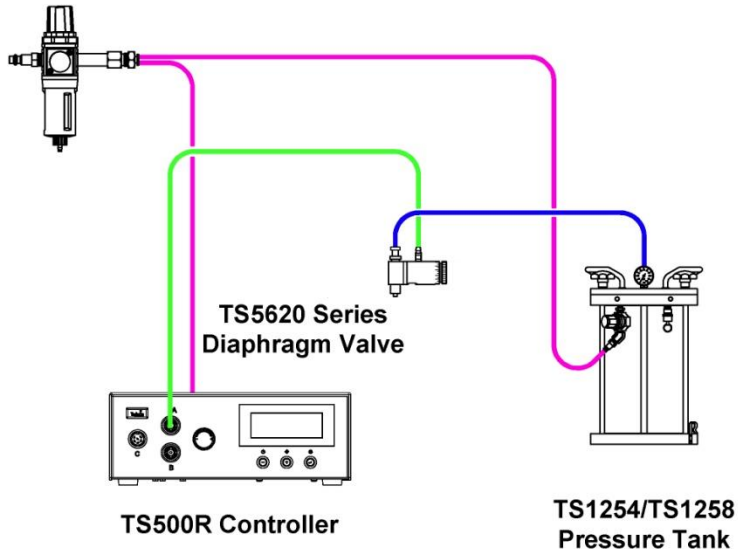 TS5620 Series
Diaphragm Valve
A
C
B
TS500R Controller
TS1254/TS1258
Pressure Tank